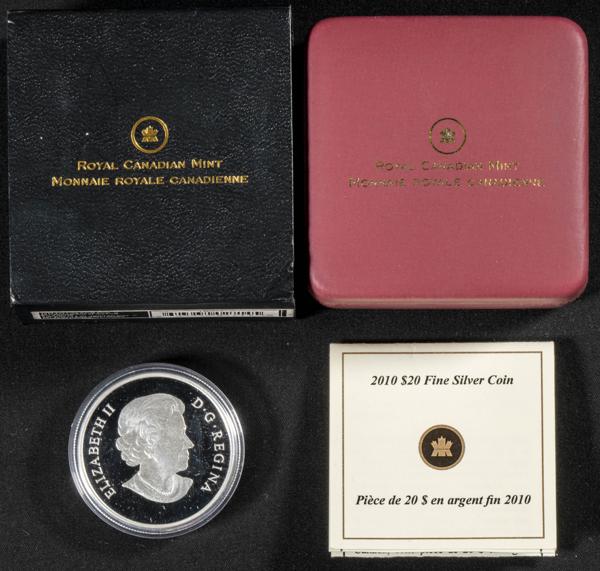 ROYAL CANADIAN MINT
MONNAIE ROYALE CANADIENNE
ROYAL CANADIAN MINT
MONNAIE ROYALE CANADIENNE
ELIZABETH II D·G·REGINA
2010 $20 Fine Silver Coin
Pièce de 20 $ en argent fin 2010